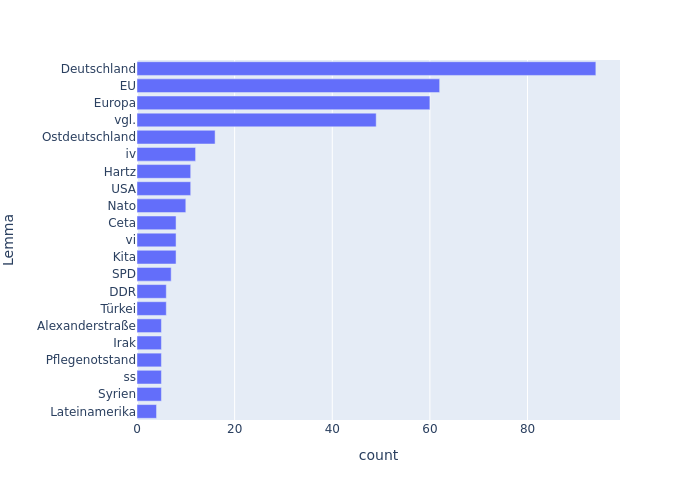 Deutschland
EU
Europa
vgl.
Ostdeutschland
iv
Hartz
USA
Nato
Ceta
vi
Kita
SPD
DDR
Türkei
Alexanderstraße
Irak
Pflegenotstand
ss
Syrien
Lateinamerika
Lemma
0 20 40 60 80
count